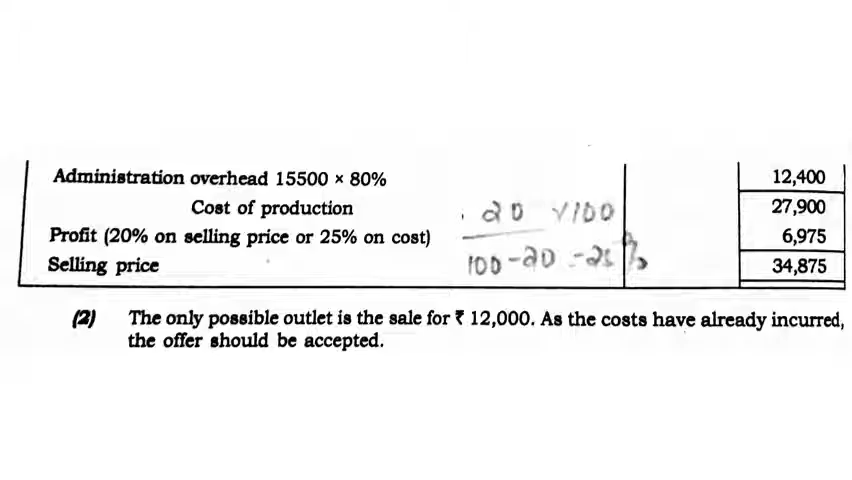 Administration overhead 15500 × 80% 12,400
Cost of production 27,900
Profit (20% on selling price or 25% on cost) 6,975
Selling price 34,875
20 ×100
100-20 =25%
(2) The only possible outlet is the sale for ₹ 12,000. As the costs have already incurred,
the offer should be accepted.